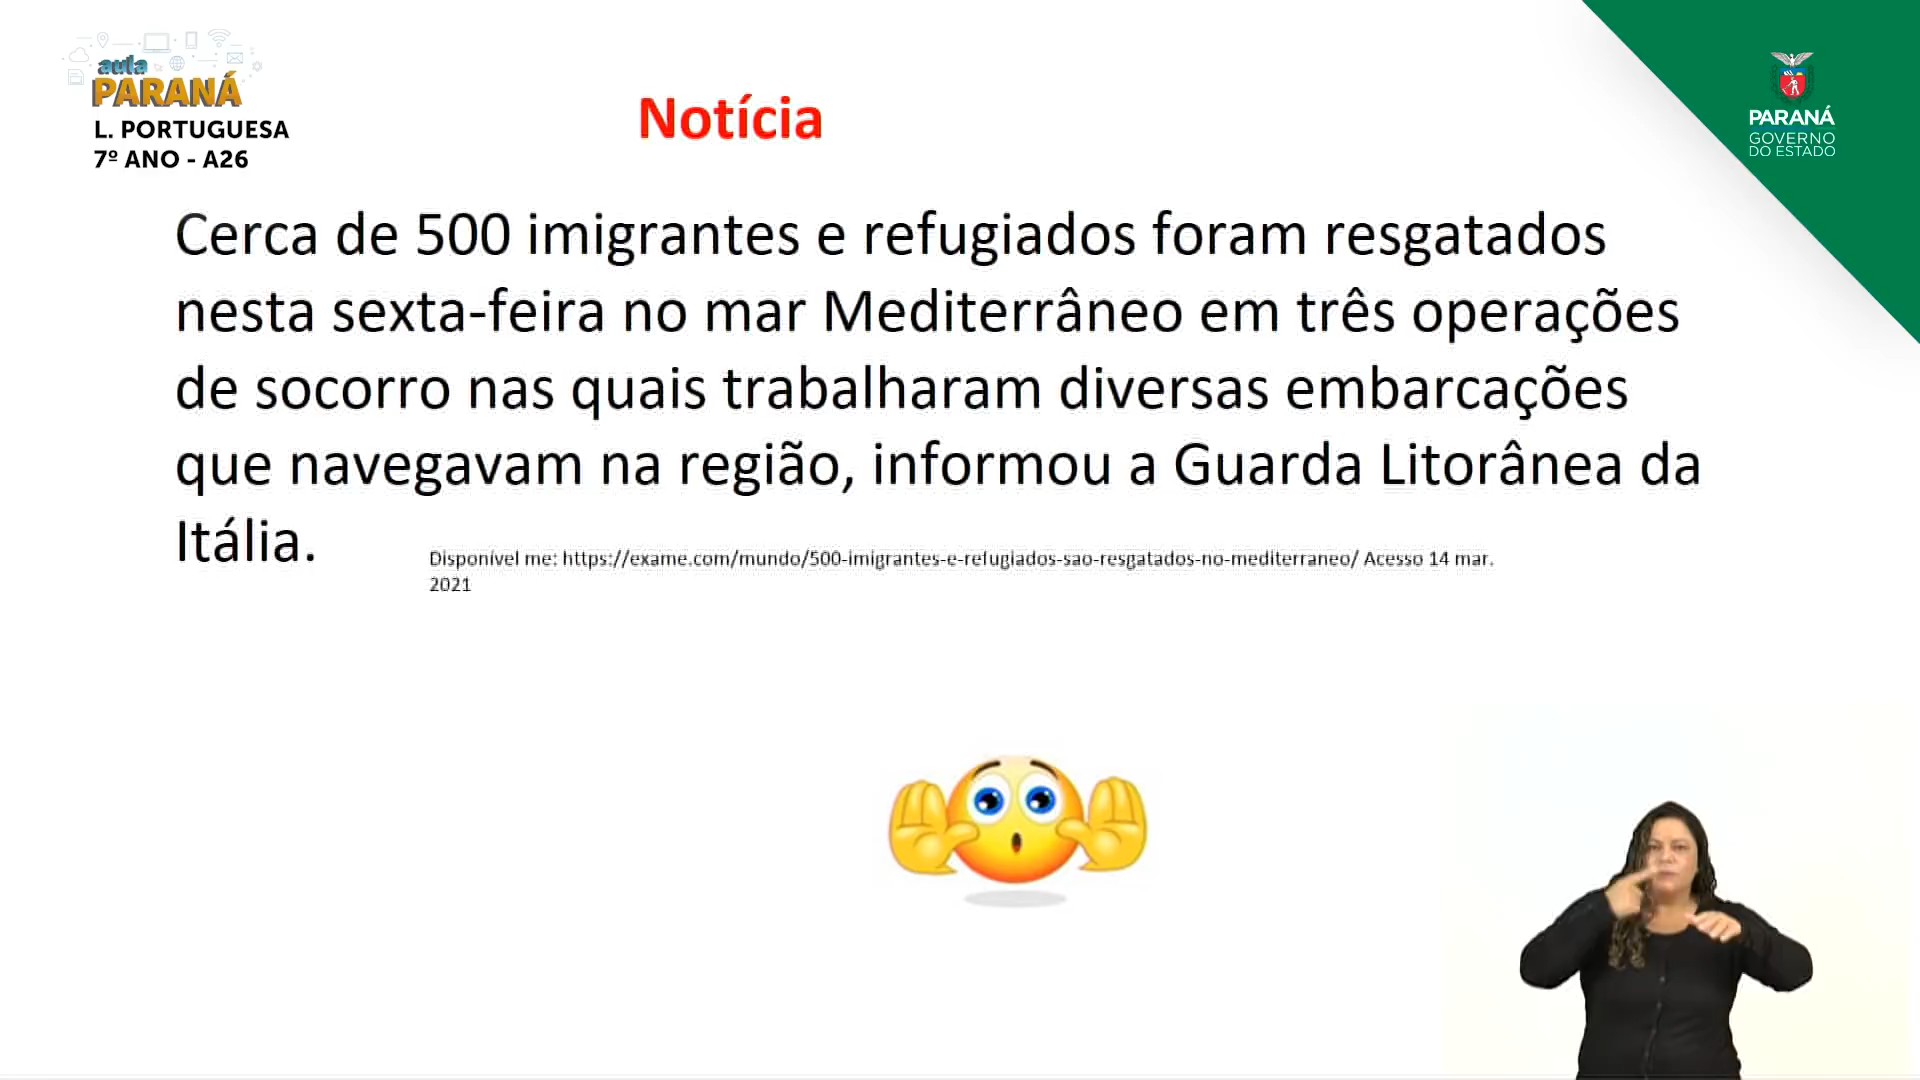 aula
PARANÁ
L. PORTUGUESA
7º ANO - A26
Notícia
PARANÁ
GOVERNO
DO ESTADO
Cerca de 500 imigrantes e refugiados foram resgatados
nesta sexta-feira no mar Mediterrâneo em três operações
de socorro nas quais trabalharam diversas embarcações
que navegavam na região, informou a Guarda Litorânea da
Itália.
Disponível me: https://exame.com/mundo/500-imigrantes-e-refugiados-sao-resgatados-no-mediterraneo/ Acesso 14 mar.
2021